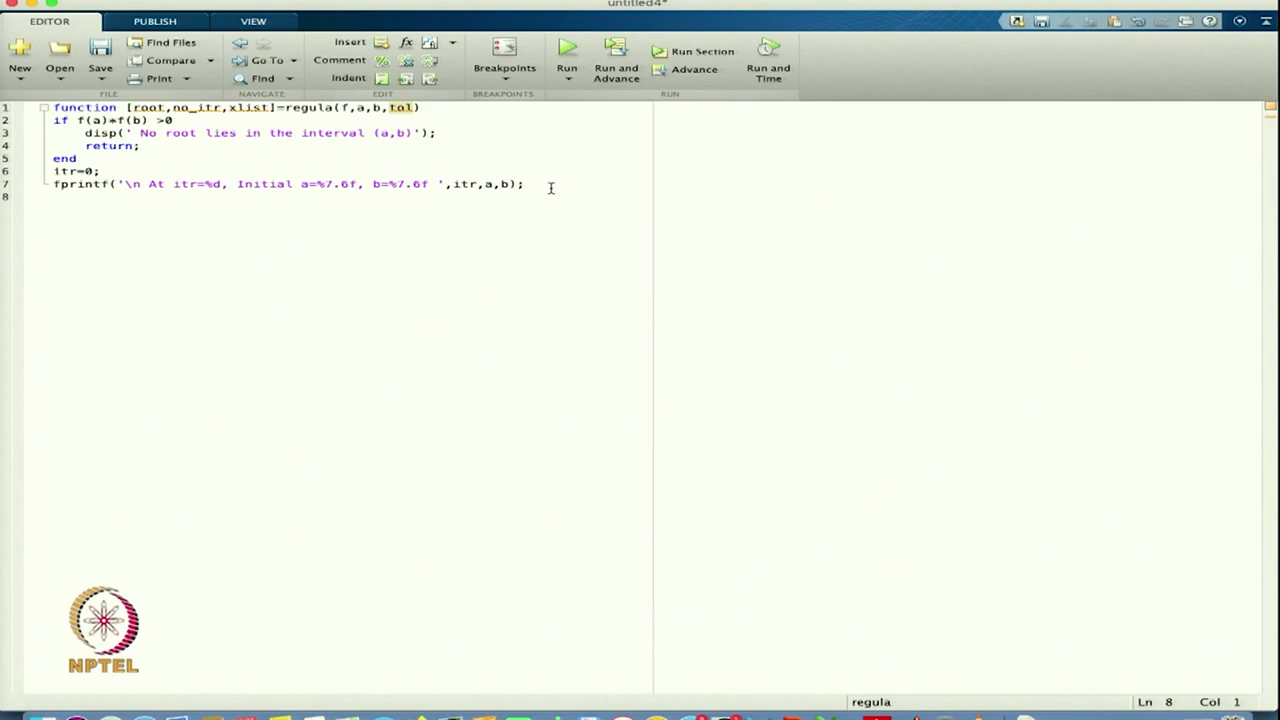 untitled4*
EDITOR PUBLISH VIEW
New Open Save Find Files Compare Print
Insert Comment Indent fx
Go To Find
Breakpoints
Run Run and Advance Run Section Advance Run and Time
FILE NAVIGATE EDIT BREAKPOINTS RUN
1 function [root,no_itr,xlist]=regula(f,a,b,tol)
2 if f(a)*f(b) >0
3 disp(' No root lies in the interval (a,b)');
4 return;
5 end
6 itr=0;
7 fprintf('\n At itr=%d, Initial a=%7.6f, b=%7.6f ',itr,a,b);
8
NPTEL
regula Ln 8 Col 1